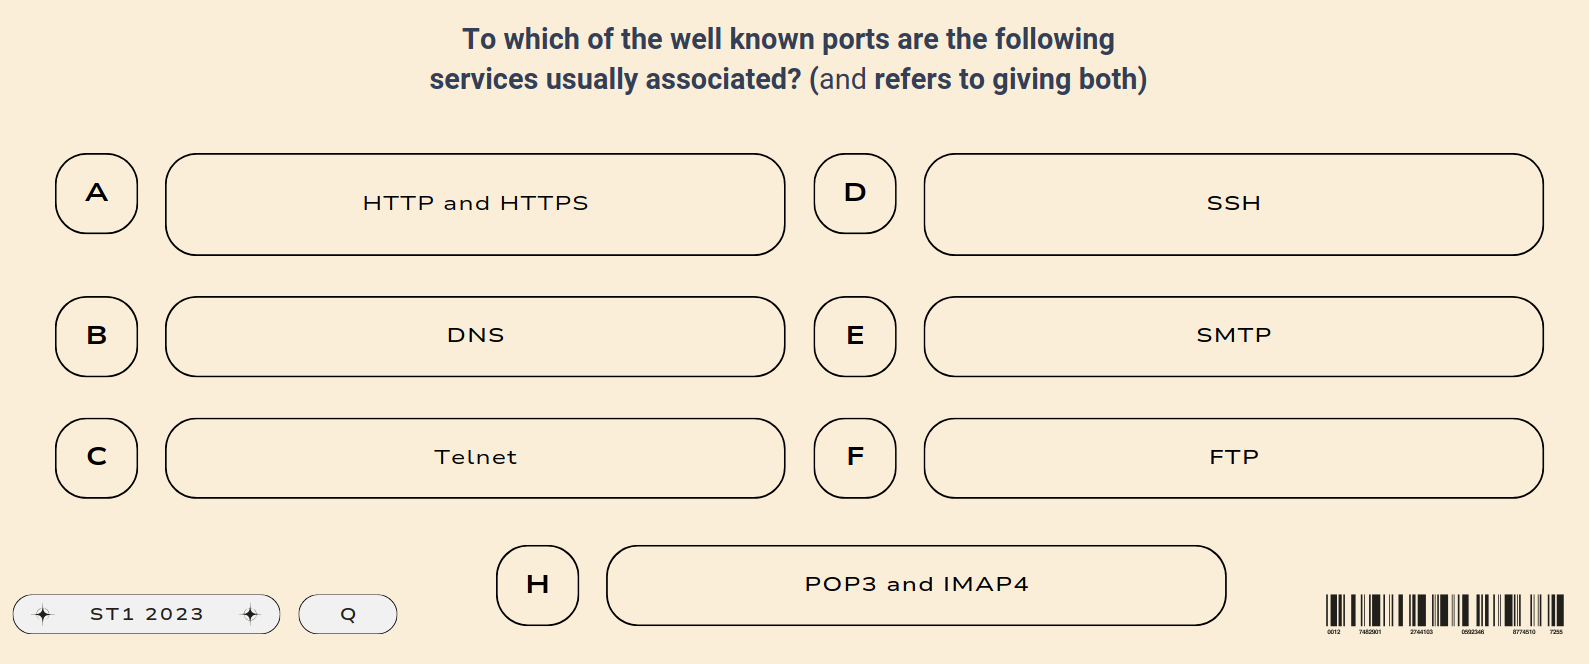 To which of the well known ports are the following
services usually associated? (and refers to giving both)
A
HTTP and HTTPS
D
SSH
B
DNS
E
SMTP
C
Telnet
F
FTP
H
POP3 and IMAP4
ST1 2023
Q
0012 7482901 2744103 0592346 8774510 7255